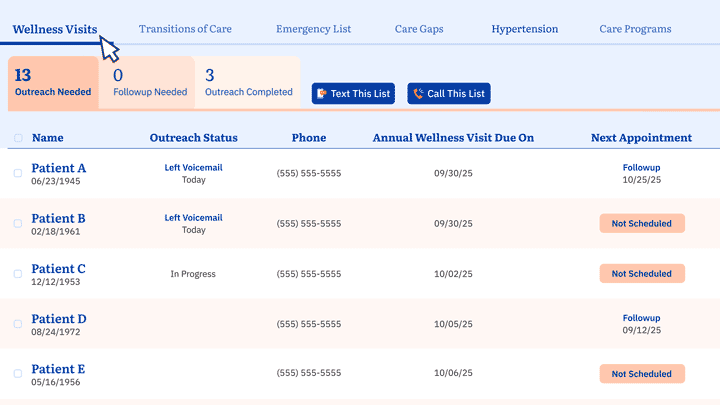 Wellness Visits Transitions of Care Emergency List Care Gaps Hypertension Care Programs
13 0 3
Outreach Needed Followup Needed Outreach Completed
Text This List Call This List
Name Outreach Status Phone Annual Wellness Visit Due On Next Appointment
Patient A Left Voicemail (555) 555-5555 09/30/25 Followup
06/23/1945 Today 10/25/25
Patient B Left Voicemail (555) 555-5555 09/30/25 Not Scheduled
02/18/1961 Today
Patient C In Progress (555) 555-5555 10/02/25 Not Scheduled
12/12/1953
Patient D (555) 555-5555 10/05/25 Followup
08/24/1972 09/12/25
Patient E (555) 555-5555 10/06/25 Not Scheduled
05/16/1956